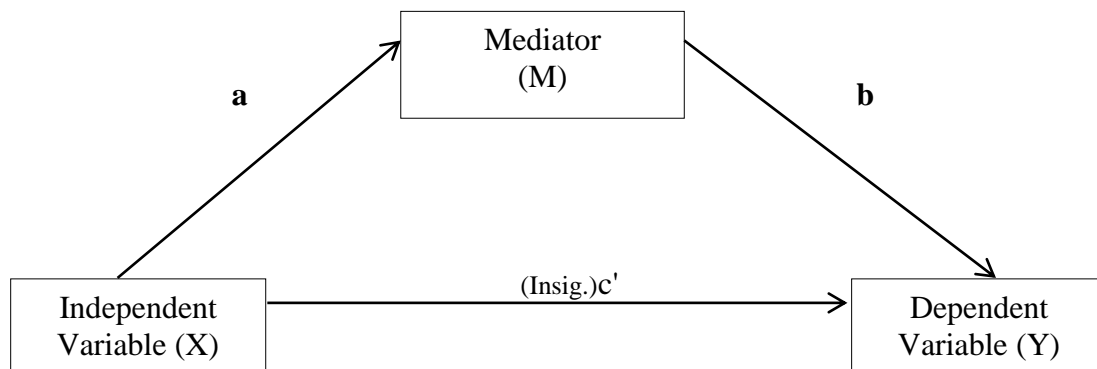 Mediator
(M)
a
b
(Insig.)c'
Independent
Variable (X)
Dependent
Variable (Y)